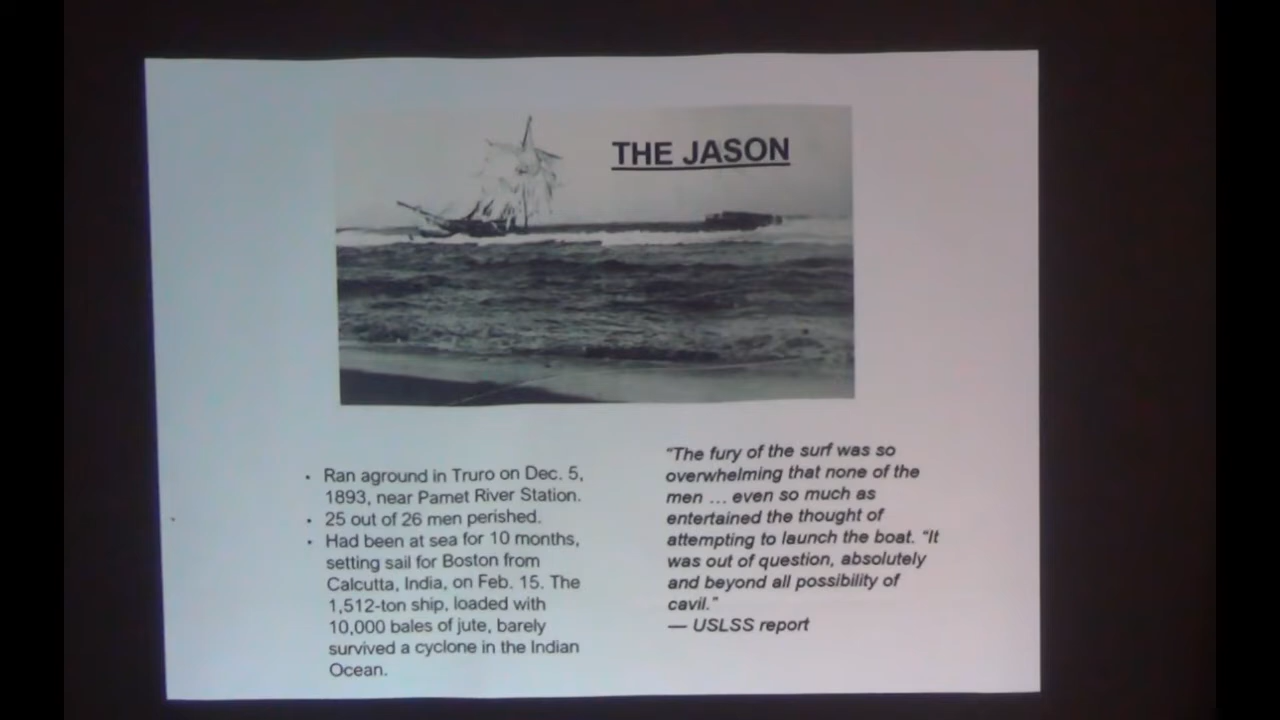 THE JASON
• Ran aground in Truro on Dec. 5,
1893, near Pamet River Station.
• 25 out of 26 men perished.
• Had been at sea for 10 months,
setting sail for Boston from
Calcutta, India, on Feb. 15. The
1,512-ton ship, loaded with
10,000 bales of jute, barely
survived a cyclone in the Indian
Ocean.
“The fury of the surf was so
overwhelming that none of the
men ... even so much as
entertained the thought of
attempting to launch the boat. “It
was out of question, absolutely
and beyond all possibility of
cavil.”
— USLSS report